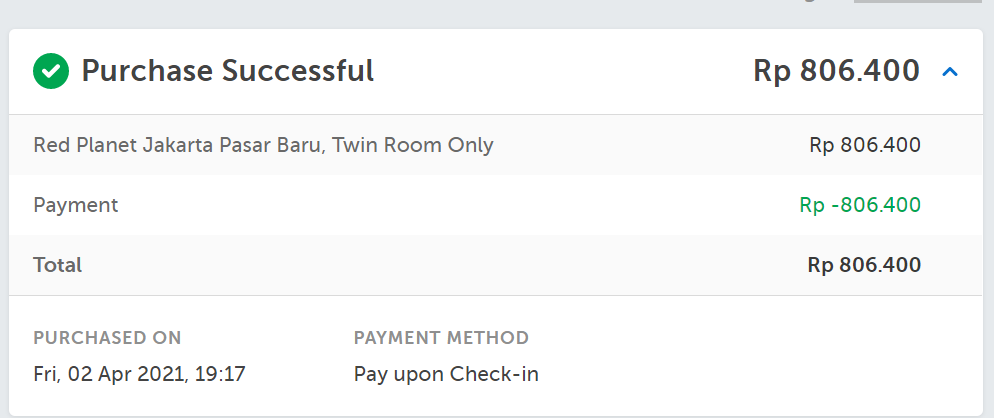 Purchase Successful Rp 806.400
Red Planet Jakarta Pasar Baru, Twin Room Only Rp 806.400
Payment Rp -806.400
Total Rp 806.400
PURCHASED ON PAYMENT METHOD
Fri, 02 Apr 2021, 19:17 Pay upon Check-in